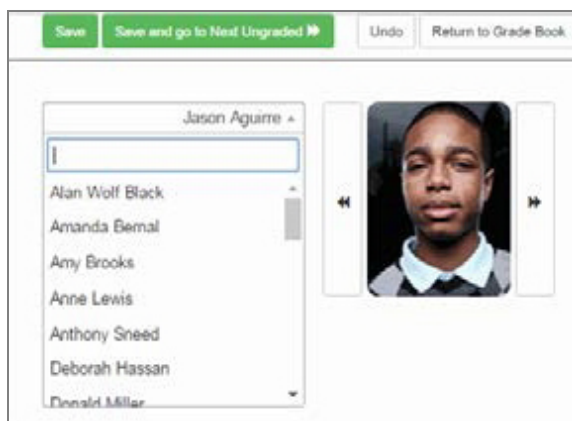 Save
Save and go to Next Ungraded
Undo
Return to Grade Book
Jason Aguirre
Alan Wolf Black
Amanda Bernal
Amy Brooks
Anne Lewis
Anthony Sneed
Deborah Hassan
Donald Miller